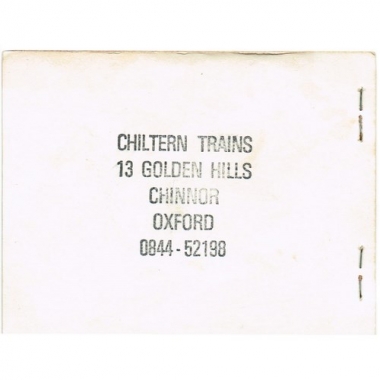 CHILTERN TRAINS
13 GOLDEN HILLS
CHINNOR
OXFORD
0844-52198